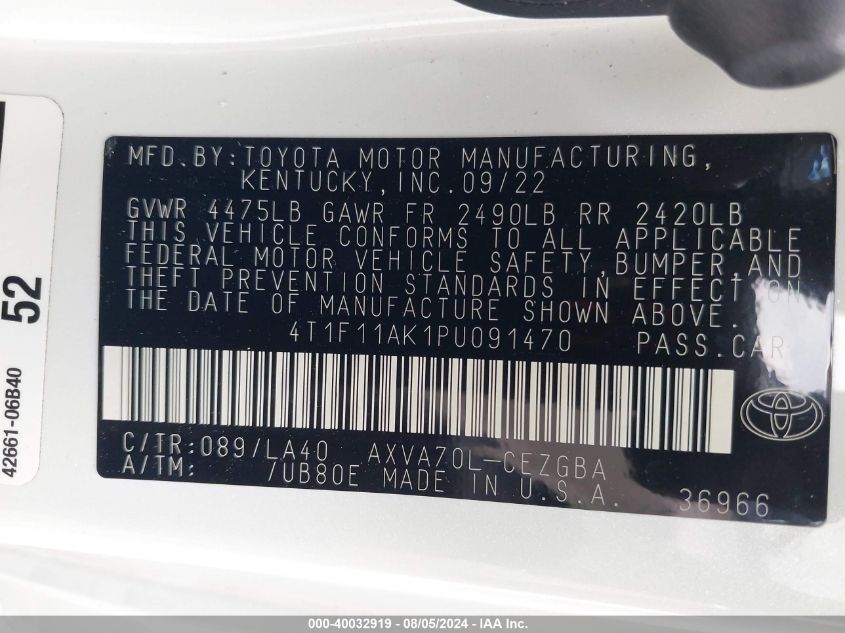 MFD.BY:TOYOTA MOTOR MANUFACTURING,
KENTUCKY,INC.09/22
GVWR 4475LB GAWR FR 2490LB RR 2420LB
THIS VEHICLE CONFORMS TO ALL APPLICABLE
FEDERAL MOTOR VEHICLE SAFETY,BUMPER,AND
THEFT PREVENTION STANDARDS IN EFFECT ON
THE DATE OF MANUFACTURE SHOWN ABOVE.
4T1F11AK1PU091470 PASS.CAR
C/TR:089/LA40 AXVA70L-CEZGBA
A/TM: /UB80E MADE IN U.S.A. 36966
52
42661-06B40
000-40032919 - 08/05/2024 - IAA Inc.